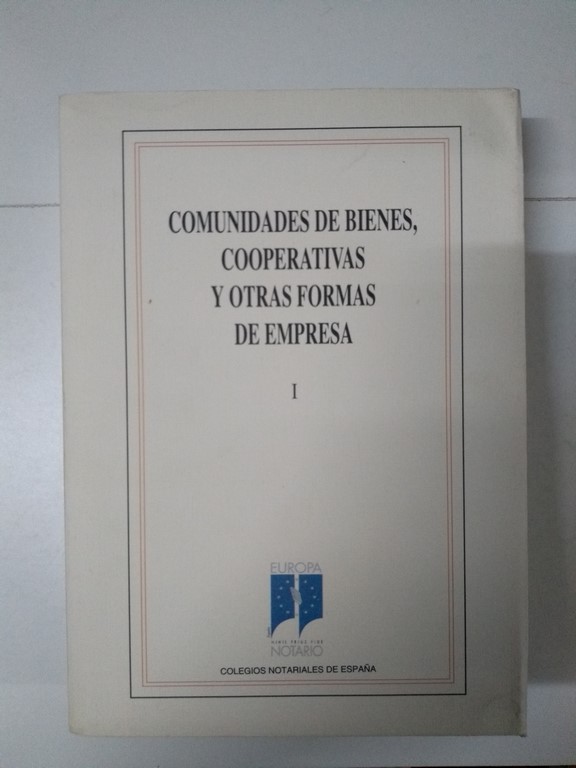 COMUNIDADES DE BIENES,
COOPERATIVAS
Y OTRAS FORMAS
DE EMPRESA
I
EUROPA
NOTARIO
COLEGIOS NOTARIALES DE ESPAÑA